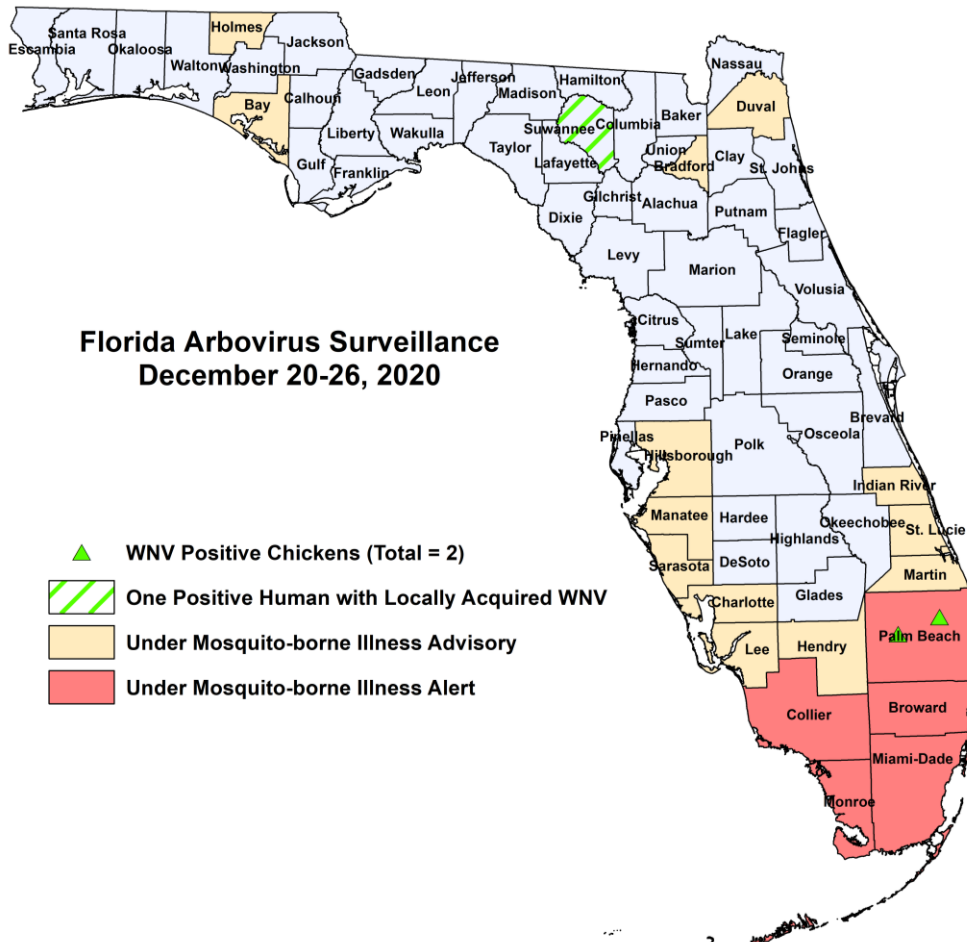 Holmes
Santa Rosa
Jackson
Escambia
Okaloosa
Walton
Washington
Nassau
Gadsden
Jefferson
Hamilton
Calhoun
Leon
Madison
Bay
Duval
Baker
Suwannee
Columbia
Liberty
Wakulla
Taylor
Union
Lafayette
Bradford
Clay
St. Johns
Gulf
Franklin
Gilchrist
Alachua
Dixie
Putnam
Flagler
Levy
Marion
Volusia
Citrus
Sumter
Lake
Seminole
Florida Arbovirus Surveillance
December 20-26, 2020
Hernando
Orange
Pasco
Brevard
Pinellas
Polk
Osceola
Hillsborough
Indian River
Manatee
Hardee
Okeechobee
St. Lucie
Highlands
Sarasota
DeSoto
Martin
Charlotte
Glades
Palm Beach
Lee
Hendry
Collier
Broward
Miami-Dade
Monroe
WNV Positive Chickens (Total = 2)
One Positive Human with Locally Acquired WNV
Under Mosquito-borne Illness Advisory
Under Mosquito-borne Illness Alert